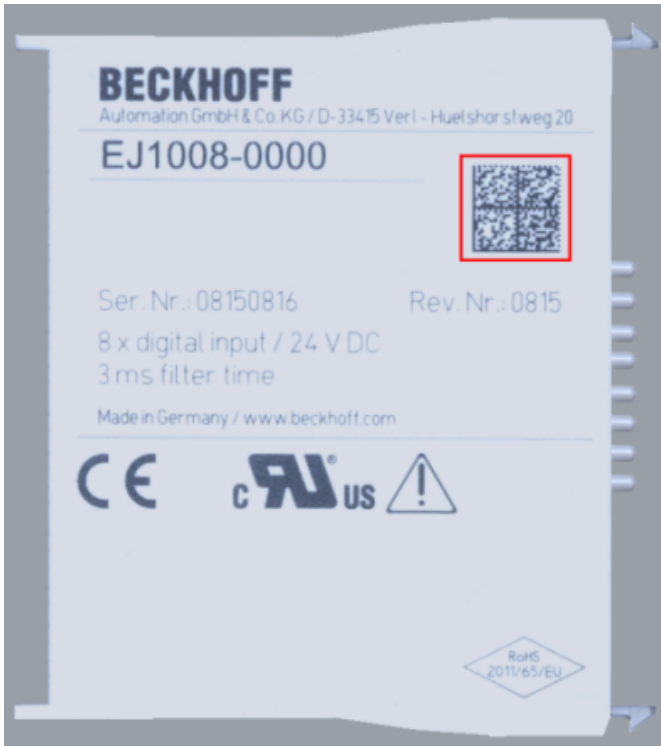 BECKHOFF
Automation GmbH & Co. KG / D-33415 Verl - Huelshorstweg 20
EJ1008-0000
Ser. Nr.: 08150816 Rev. Nr.: 0815
8 x digital input / 24 V DC
3 ms filter time
Made in Germany / www.beckhoff.com
CE
C RU ® US
RoHS
2011/65/EU